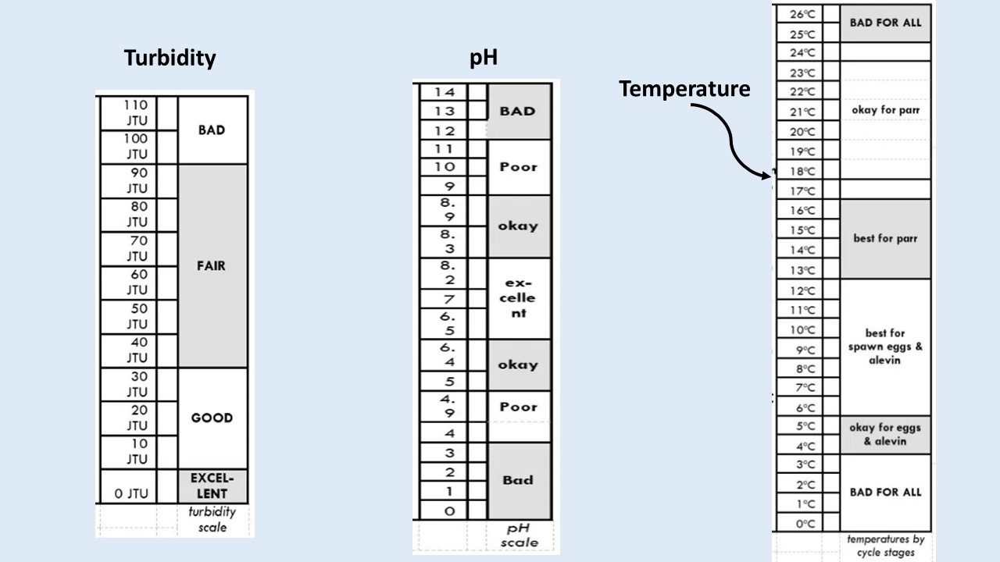 Turbidity
110
JTU
100
JTU
BAD
90
JTU
80
JTU
70
JTU
60
JTU
50
JTU
40
JTU
FAIR
30
JTU
20
JTU
10
JTU
GOOD
0 JTU
EXCEL-
LENT
turbidity
scale
pH
14
13
12
BAD
11
10
9
Poor
8.
9
8.
3
okay
8.
2
7
6.
5
ex-
celle
nt
6.
4
5
okay
4.
9
4
Poor
3
2
1
0
Bad
pH
scale
Temperature
26°C
25°C
BAD FOR ALL
24°C
23°C
22°C
21°C
20°C
19°C
18°C
okay for parr
17°C
16°C
15°C
14°C
13°C
best for parr
12°C
11°C
10°C
9°C
8°C
7°C
6°C
best for
spawn eggs &
alevin
5°C
4°C
okay for eggs
& alevin
3°C
2°C
1°C
0°C
BAD FOR ALL
temperatures by
cycle stages